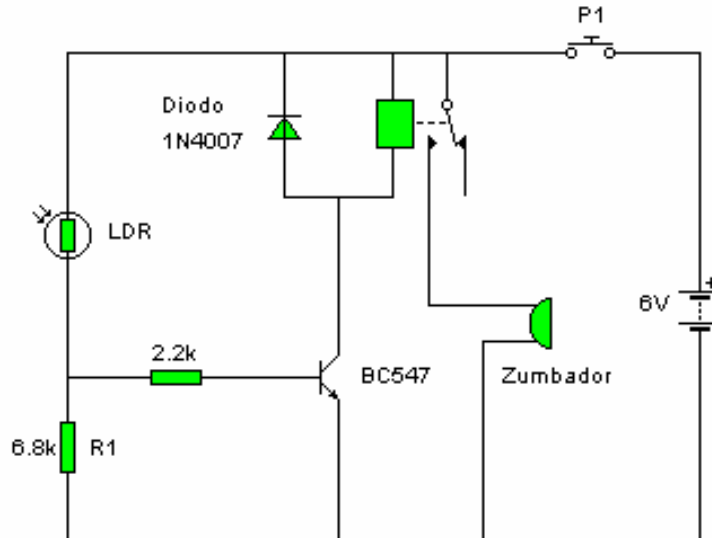 P1
Diodo
1N4007
LDR
6V
+
2.2k
BC547
Zumbador
6.8k
R1